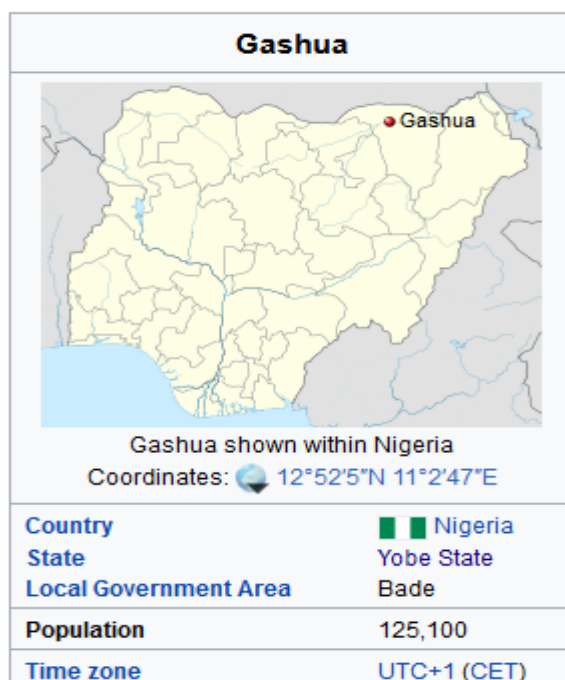 Gashua
Gashua
Gashua shown within Nigeria
Coordinates: 12°52′5″N 11°2′47″E
Country Nigeria
State Yobe State
Local Government Area Bade
Population 125,100
Time zone UTC+1 (CET)